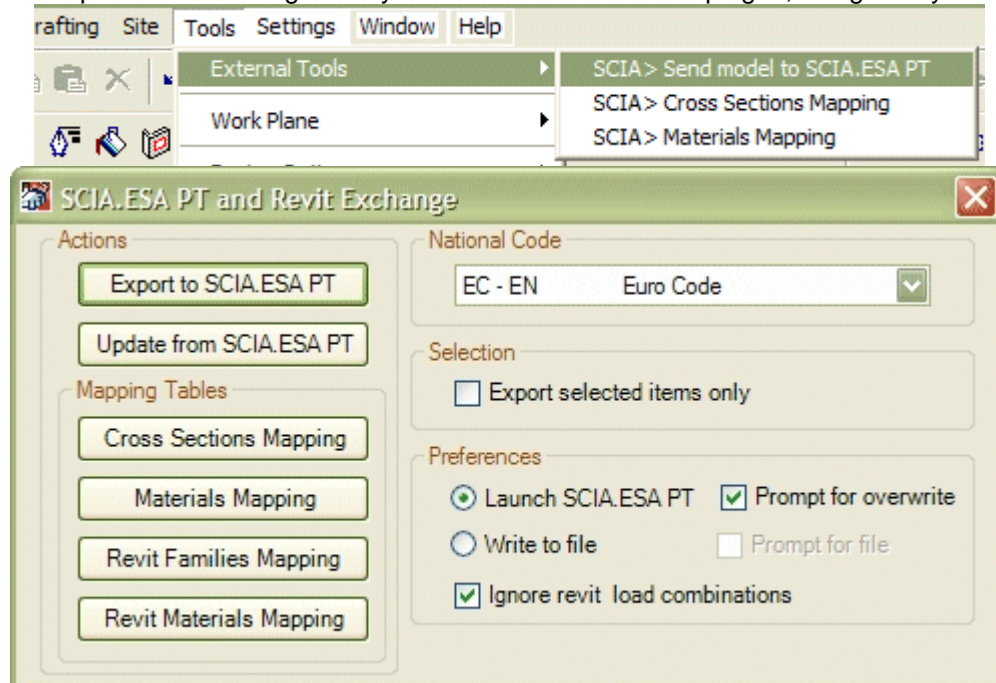 rafting Site Tools Settings Window Help
External Tools
SCIA> Send model to SCIA.ESA PT
SCIA> Cross Sections Mapping
Work Plane
SCIA> Materials Mapping
SCIA.ESA PT and Revit Exchange
Actions
Export to SCIA.ESA PT
Update from SCIA.ESA PT
Mapping Tables
Cross Sections Mapping
Materials Mapping
Revit Families Mapping
Revit Materials Mapping
National Code
EC - EN Euro Code
Selection
Export selected items only
Preferences
Launch SCIA.ESA PT Prompt for overwrite
Write to file Prompt for file
Ignore revit load combinations